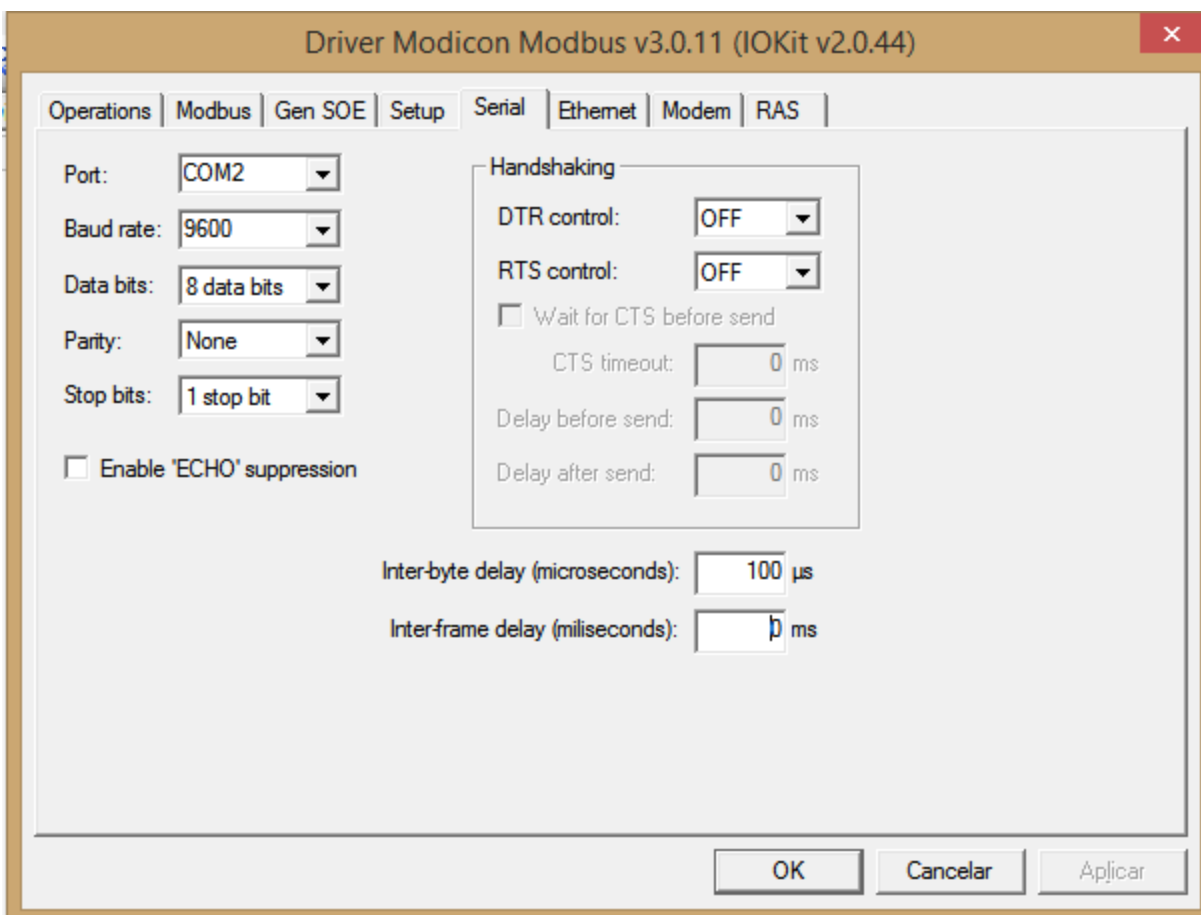 Driver Modicon Modbus v3.0.11 (IOKit v2.0.44)
Operations Modbus Gen SOE Setup Serial Ethernet Modem RAS
Port: COM2
Baud rate: 9600
Data bits: 8 data bits
Parity: None
Stop bits: 1 stop bit
Enable 'ECHO' suppression
Handshaking
DTR control: OFF
RTS control: OFF
Wait for CTS before send
CTS timeout: 0 ms
Delay before send: 0 ms
Delay after send: 0 ms
Inter-byte delay (microseconds): 100 µs
Inter-frame delay (miliseconds): 0 ms
OK Cancelar Aplicar